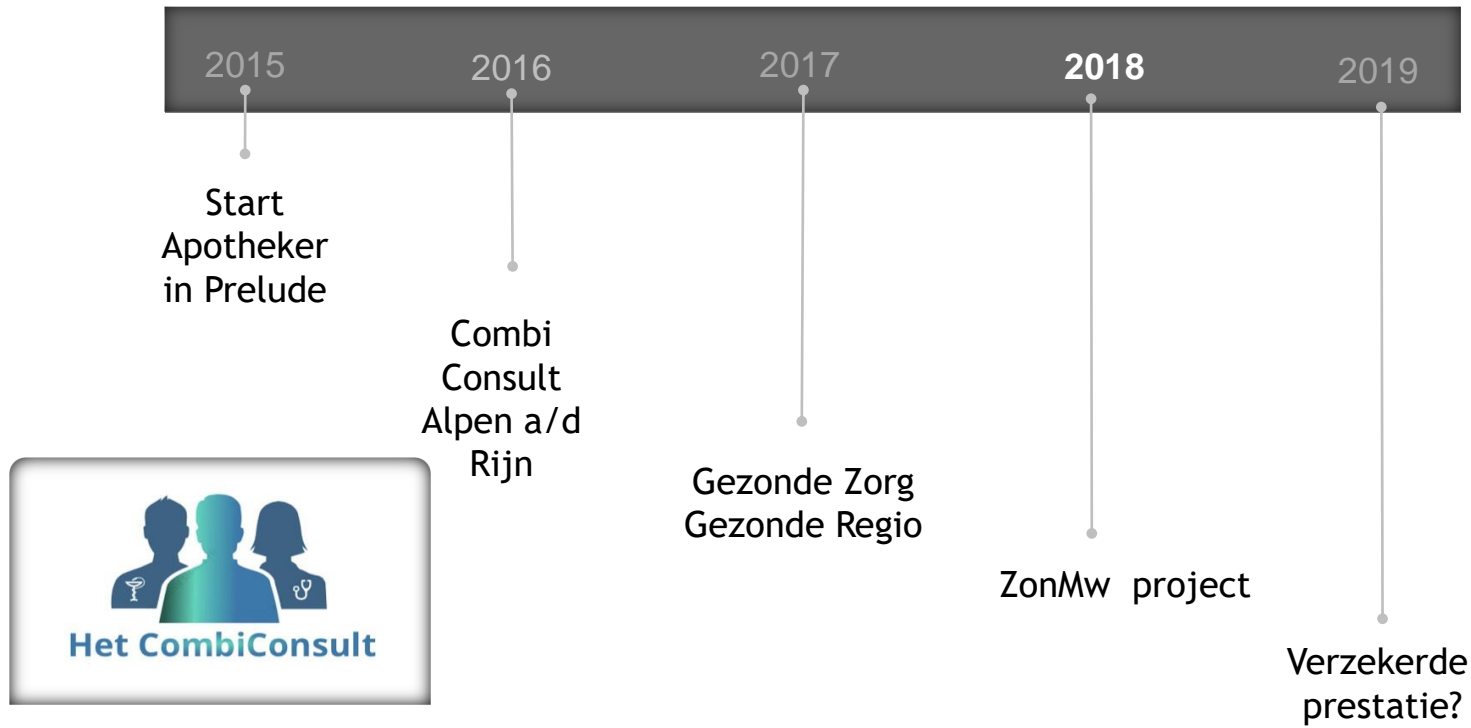 2015
2016
2017
2018
2019
Start
Apotheker
in Prelude
Combi
Consult
Alpen a/d
Rijn
Gezonde Zorg
Gezonde Regio
ZonMw project
Verzekerde
prestatie?
Het CombiConsult